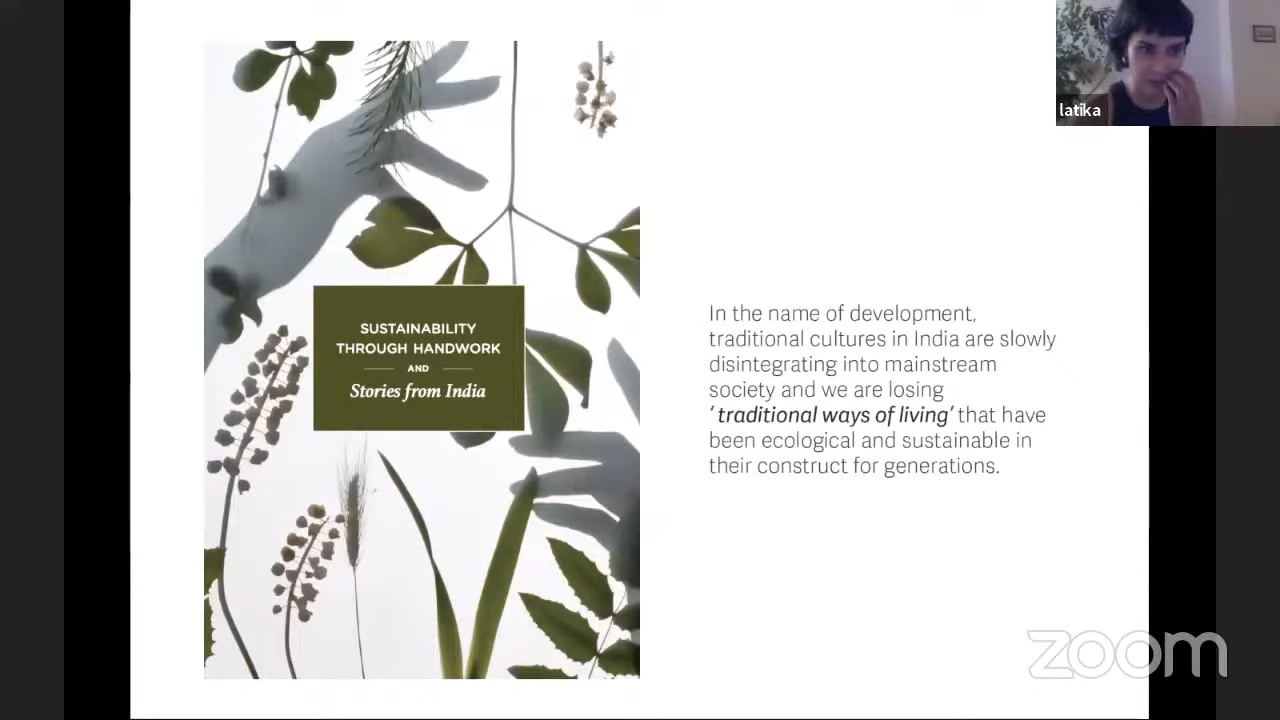 latika
SUSTAINABILITY
THROUGH HANDWORK
AND
Stories from India
In the name of development,
traditional cultures in India are slowly
disintegrating into mainstream
society and we are losing
‘traditional ways of living’ that have
been ecological and sustainable in
their construct for generations.
zoom